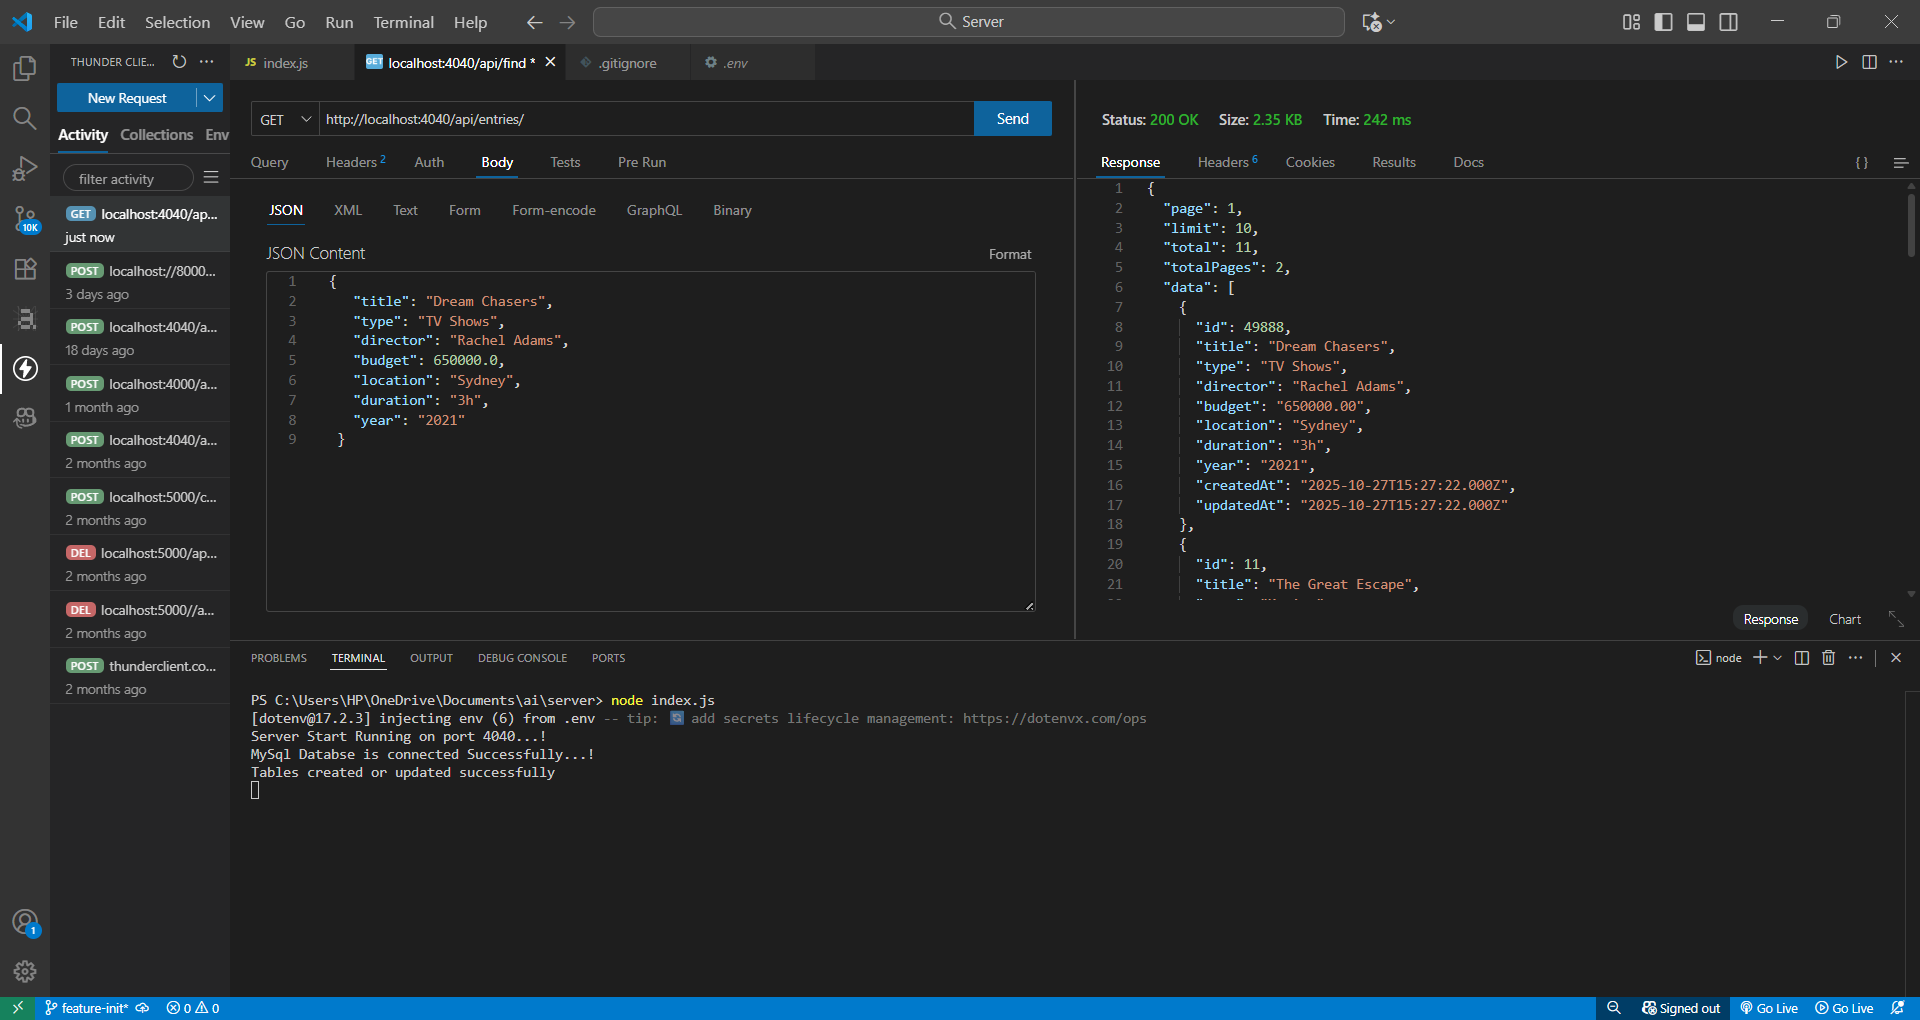 File Edit Selection View Go Run Terminal Help
Server
THUNDER CLIE...
JS index.js
GET localhost:4040/api/find *
.gitignore
.env
New Request
Activity Collections Env
filter activity
GET localhost:4040/ap...
just now
POST localhost://8000...
3 days ago
POST localhost:4040/a...
18 days ago
POST localhost:4000/a...
1 month ago
POST localhost:4040/a...
2 months ago
POST localhost:5000/c...
2 months ago
DEL localhost:5000/ap...
2 months ago
DEL localhost:5000//a...
2 months ago
POST thunderclient.co...
2 months ago
10K
1
GET http://localhost:4040/api/entries/ Send
Query Headers 2 Auth Body Tests Pre Run
JSON XML Text Form Form-encode GraphQL Binary
JSON Content Format
1 {
2 "title": "Dream Chasers",
3 "type": "TV Shows",
4 "director": "Rachel Adams",
5 "budget": 650000.0,
6 "location": "Sydney",
7 "duration": "3h",
8 "year": "2021"
9 }
Status: 200 OK Size: 2.35 KB Time: 242 ms
Response Headers 6 Cookies Results Docs { }
1 {
2 "page": 1,
3 "limit": 10,
4 "total": 11,
5 "totalPages": 2,
6 "data": [
7 {
8 "id": 49888,
9 "title": "Dream Chasers",
10 "type": "TV Shows",
11 "director": "Rachel Adams",
12 "budget": "650000.00",
13 "location": "Sydney",
14 "duration": "3h",
15 "year": "2021",
16 "createdAt": "2025-10-27T15:27:22.000Z",
17 "updatedAt": "2025-10-27T15:27:22.000Z"
18 },
19 {
20 "id": 11,
21 "title": "The Great Escape",
Response Chart
PROBLEMS TERMINAL OUTPUT DEBUG CONSOLE PORTS
node
PS C:\Users\HP\OneDrive\Documents\ai\server> node index.js
[dotenv@17.2.3] injecting env (6) from .env -- tip: 🔄 add secrets lifecycle management: https://dotenvx.com/ops
Server Start Running on port 4040...!
MySql Databse is connected Successfully...!
Tables created or updated successfully
feature-init* 0 0
Signed out Go Live Go Live